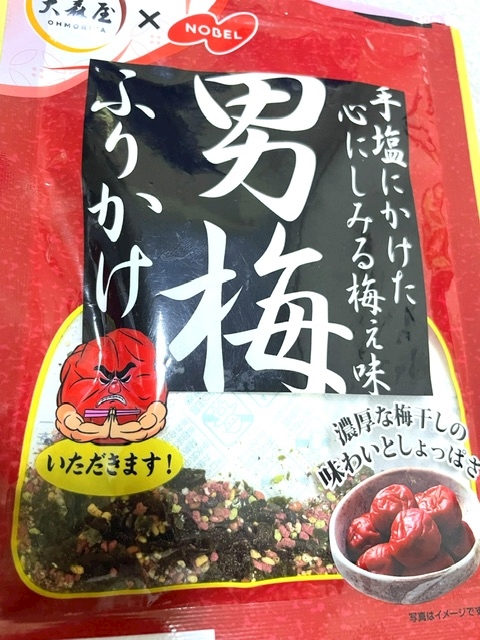 大森屋
OHMORIYA
×
NOBEL
手塩にかけた
心にしみる梅ぇ味
男梅
ふりかけ
いただきます！
濃厚な梅干しの
味わいとしょっぱさ
写真はイメージです